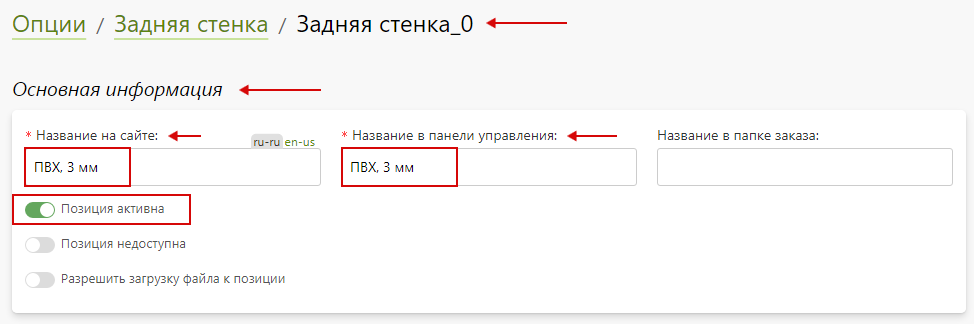 Опции / Задняя стенка / Задняя стенка_0
Основная информация
* Название на сайте: ru-ru en-us * Название в панели управления: Название в папке заказа:
ПВХ, 3 мм ПВХ, 3 мм
Позиция активна
Позиция недоступна
Разрешить загрузку файла к позиции